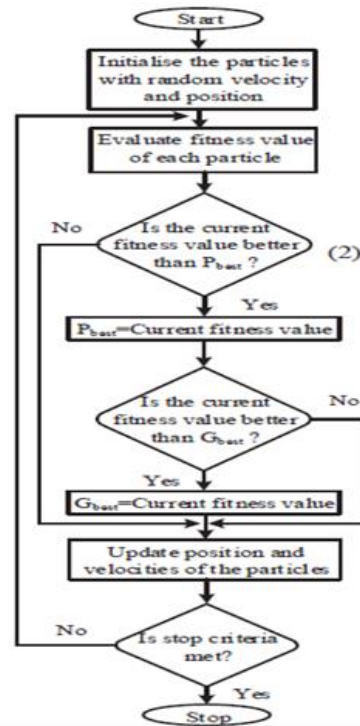 Start
Initialise the particles
with random velocity
and position
Evaluate fitness value
of each particle
No
Is the current
fitness value better
than Pbest ?
(2)
Yes
Pbest=Current fitness value
Is the current
fitness value better
than Gbest ?
No
Yes
Gbest=Current fitness value
Update position and
velocities of the particles
No
Is stop criteria
met?
Yes
Stop